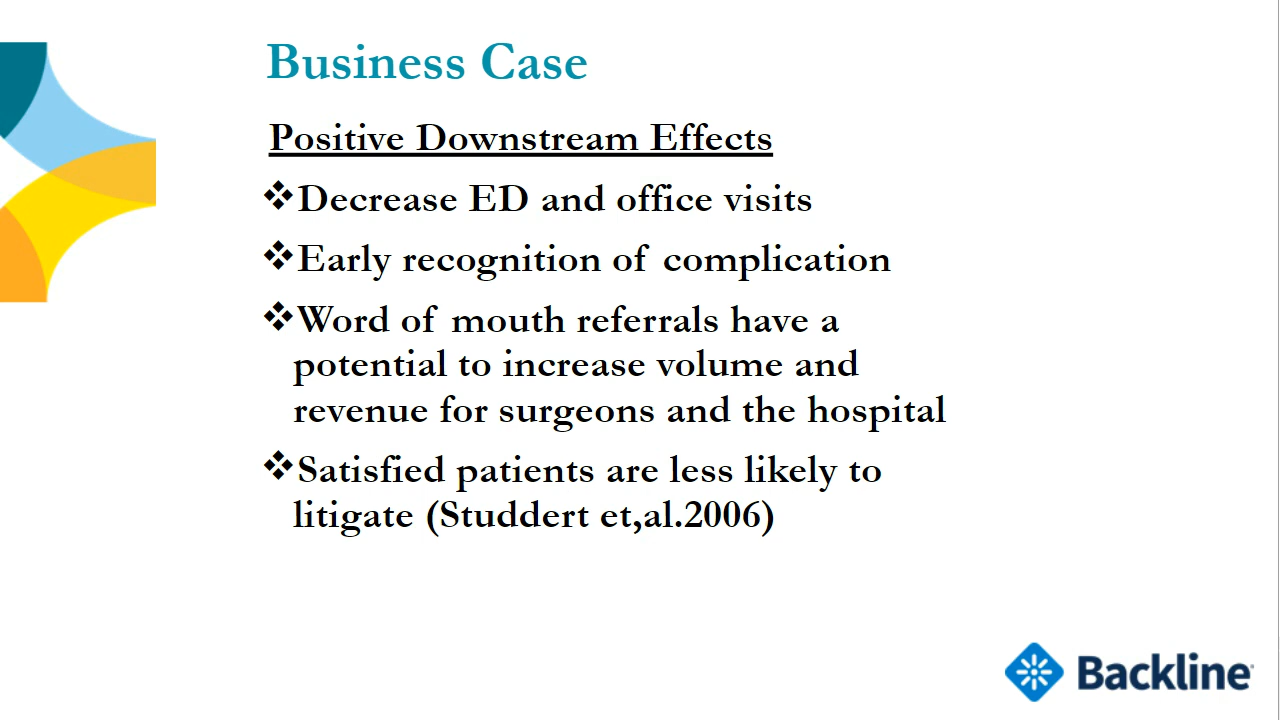 Business Case
Positive Downstream Effects
❖Decrease ED and office visits
❖Early recognition of complication
❖Word of mouth referrals have a
potential to increase volume and
revenue for surgeons and the hospital
❖Satisfied patients are less likely to
litigate (Studdert et,al.2006)
Backline